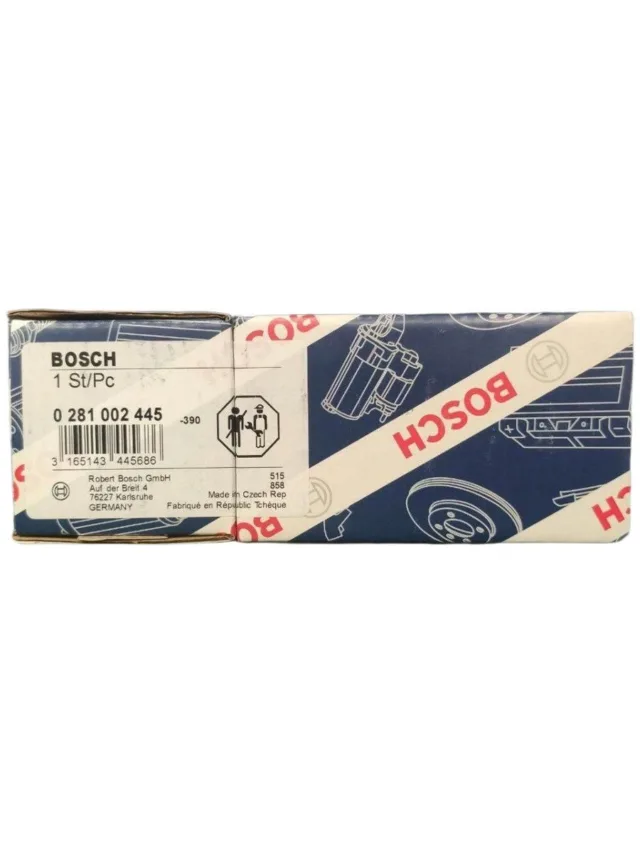 BOSCH
1 St/Pc
0 281 002 445
-390
3 165143 445686
Robert Bosch GmbH
Auf der Breit 4
76227 Karlsruhe
GERMANY
515
858
Made in Czech Rep
Fabriqué en République Tchèque
BOSCH
BOSCH